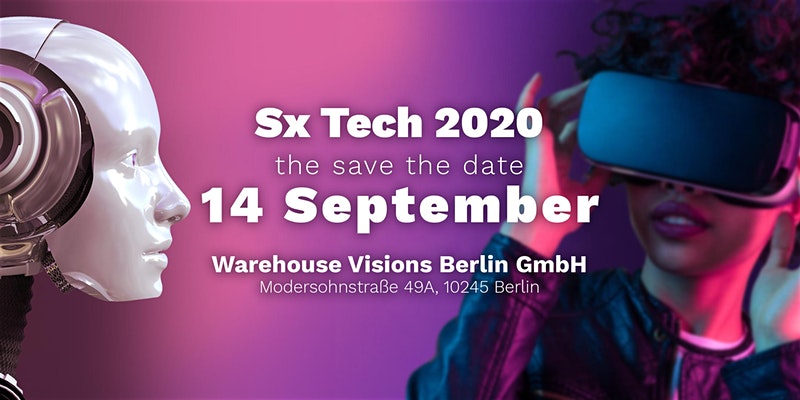 Sx Tech 2020
the save the date
14 September
Warehouse Visions Berlin GmbH
Modersohnstraße 49A, 10245 Berlin